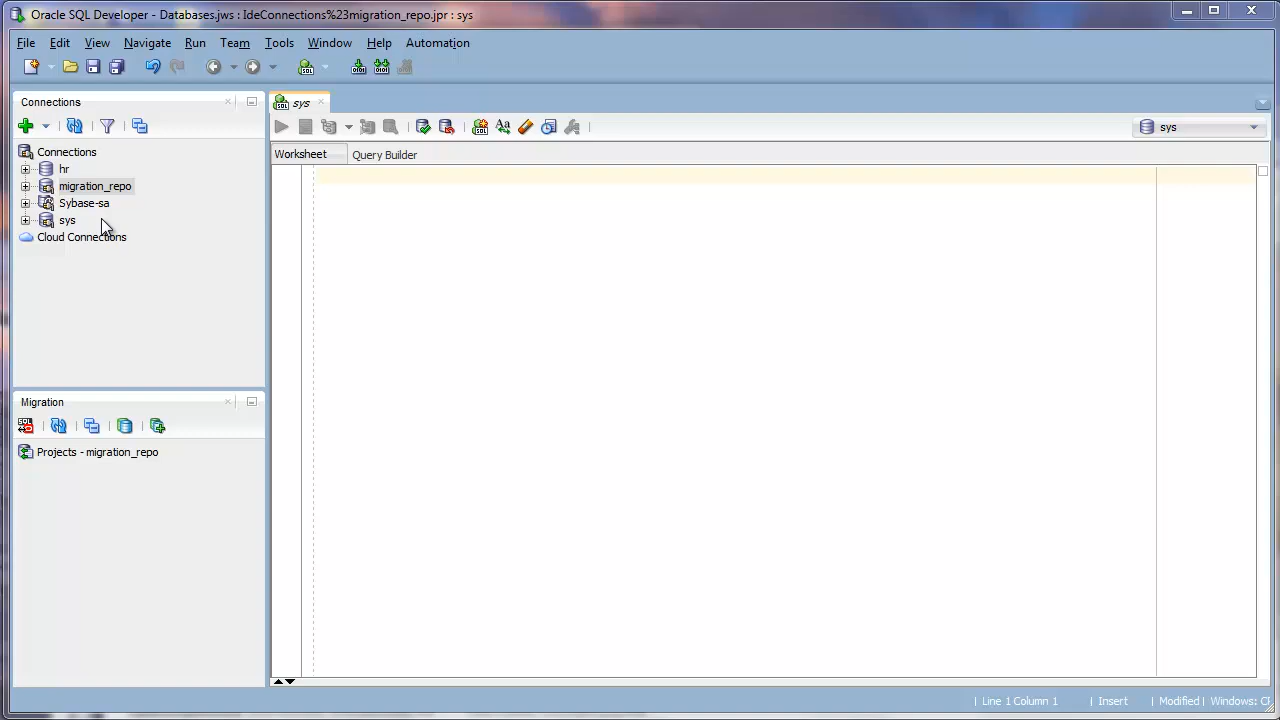 Oracle SQL Developer - Databases.jws : IdeConnections%23migration_repo.jpr : sys
File Edit View Navigate Run Team Tools Window Help Automation
Connections
sys
sys
Worksheet Query Builder
Connections
hr
migration_repo
Sybase-sa
sys
Cloud Connections
Migration
Projects - migration_repo
Line 1 Column 1 Insert Modified Windows: